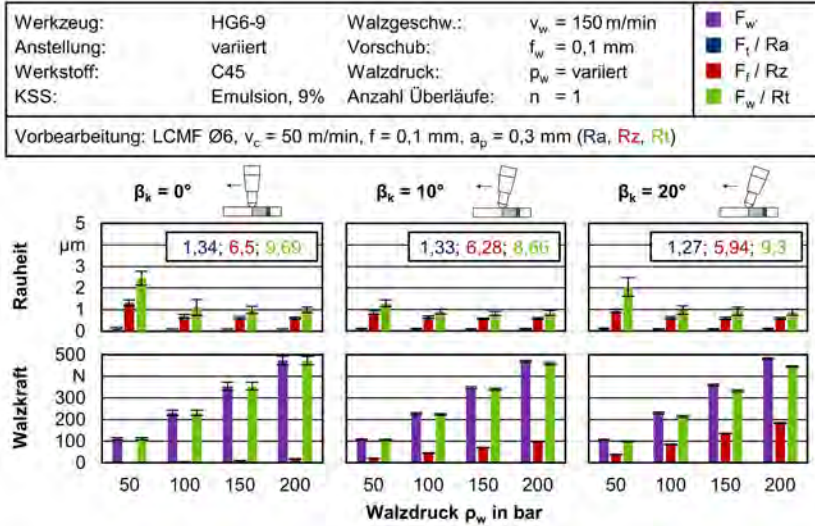 Werkzeug: HG6-9 Walzgeschw.: vw = 150 m/min
Anstellung: variiert Vorschub: fw = 0,1 mm
Werkstoff: C45 Walzdruck: pw = variiert
KSS: Emulsion, 9% Anzahl Überläufe: n = 1
Fw'
Ft / Ra
Ff / Rz
Fw / Rt
Vorbearbeitung: LCMF Ø6, vc = 50 m/min, f = 0,1 mm, ap = 0,3 mm (Ra, Rz, Rt)
βk = 0° βk = 10° βk = 20°
Rauheit
5
µm
3
2
1
0
1,34; 6,5; 9,69
1,33; 6,28; 8,66
1,27; 5,94; 9,3
Walzkraft
500
N
300
200
100
0
50 100 150 200 50 100 150 200 50 100 150 200
Walzdruck pw in bar